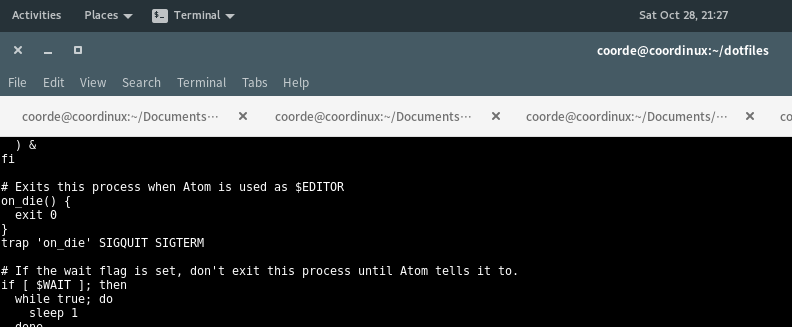 Activities Places Terminal Sat Oct 28, 21:27
coorde@coordinux:~/dotfiles
File Edit View Search Terminal Tabs Help
coorde@coordinux:~/Documents··· coorde@coordinux:~/Documents··· coorde@coordinux:~/Documents/··· co
  ) &
fi

# Exits this process when Atom is used as $EDITOR
on_die() {
  exit 0
}
trap 'on_die' SIGQUIT SIGTERM

# If the wait flag is set, don't exit this process until Atom tells it to.
if [ $WAIT ]; then
  while true; do
    sleep 1
  done